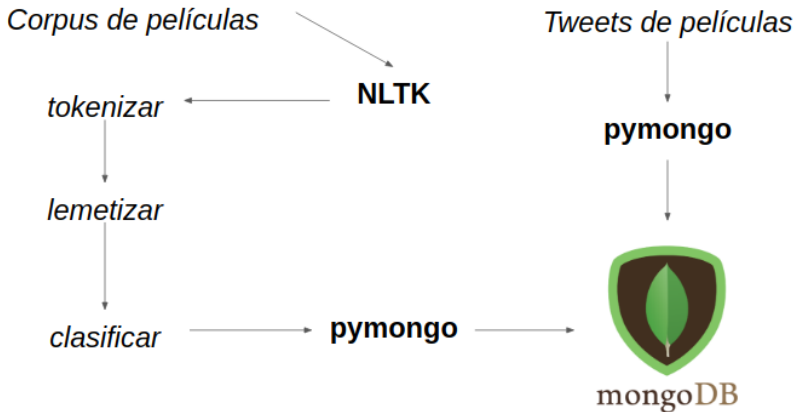 Corpus de películas
Tweets de películas
NLTK
tokenizar
pymongo
lemetizar
clasificar
pymongo
mongoDB